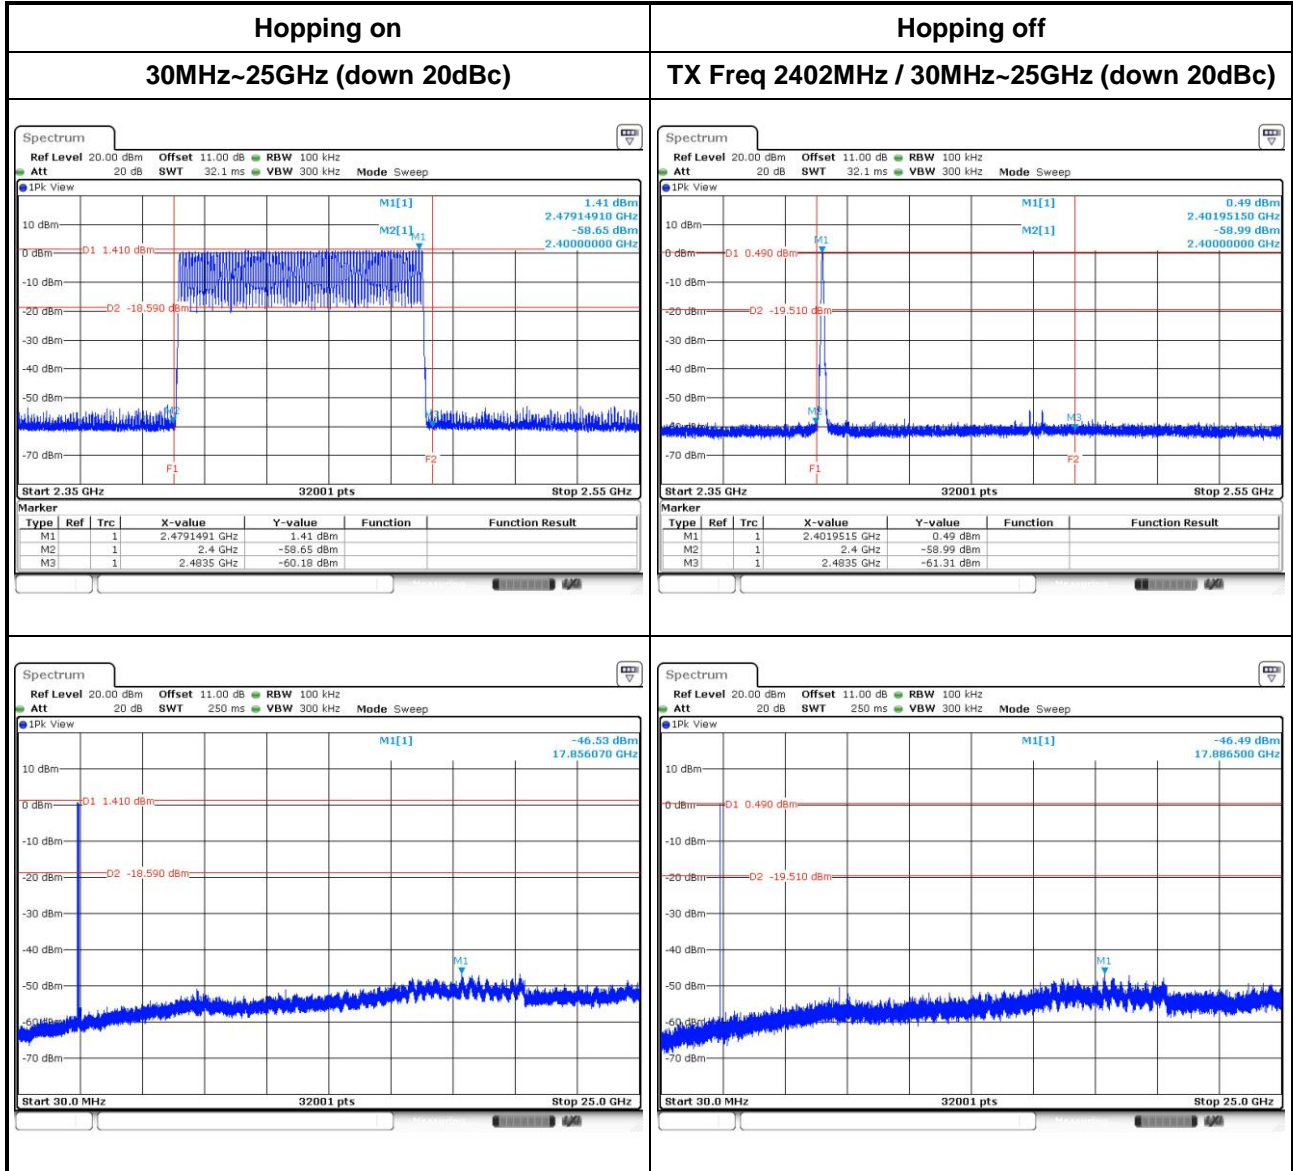 Hopping on
Hopping off
30MHz~25GHz (down 20dBc)
TX Freq 2402MHz / 30MHz~25GHz (down 20dBc)
Spectrum
Ref Level 20.00 dBm Offset 11.00 dB RBW 100 kHz
Att 20 dB SWT 32.1 ms VBW 300 kHz Mode Sweep
1Pk View
M1[1] 1.41 dBm
2.47914910 GHz
M2[1] -58.65 dBm
2.40000000 GHz
M1
10 dBm
0 dBm
D1 1.410 dBm
-10 dBm
-20 dBm
D2 -18.590 dBm
-30 dBm
-40 dBm
-50 dBm
M2
-70 dBm
F1
F2
Start 2.35 GHz 32001 pts Stop 2.55 GHz
Marker
Type Ref Trc X-value Y-value Function Function Result
M1 1 2.4791491 GHz 1.41 dBm
M2 1 2.4 GHz -58.65 dBm
M3 1 2.4835 GHz -60.18 dBm
Spectrum
Ref Level 20.00 dBm Offset 11.00 dB RBW 100 kHz
Att 20 dB SWT 32.1 ms VBW 300 kHz Mode Sweep
1Pk View
M1[1] 0.49 dBm
2.40195150 GHz
M2[1] -58.99 dBm
2.40000000 GHz
10 dBm
M1
0 dBm
D1 0.490 dBm
-10 dBm
-20 dBm
D2 -19.510 dBm
-30 dBm
-40 dBm
-50 dBm
M2
M3
-70 dBm
F1
F2
Start 2.35 GHz 32001 pts Stop 2.55 GHz
Marker
Type Ref Trc X-value Y-value Function Function Result
M1 1 2.4019515 GHz 0.49 dBm
M2 1 2.4 GHz -58.99 dBm
M3 1 2.4835 GHz -61.31 dBm
Spectrum
Ref Level 20.00 dBm Offset 11.00 dB RBW 100 kHz
Att 20 dB SWT 250 ms VBW 300 kHz Mode Sweep
1Pk View
M1[1] -46.53 dBm
17.856070 GHz
10 dBm
0 dBm
D1 1.410 dBm
-10 dBm
-20 dBm
D2 -18.590 dBm
-30 dBm
-40 dBm
M1
-50 dBm
-60 dBm
-70 dBm
Start 30.0 MHz 32001 pts Stop 25.0 GHz
Spectrum
Ref Level 20.00 dBm Offset 11.00 dB RBW 100 kHz
Att 20 dB SWT 250 ms VBW 300 kHz Mode Sweep
1Pk View
M1[1] -46.49 dBm
17.886500 GHz
10 dBm
0 dBm
D1 0.490 dBm
-10 dBm
-20 dBm
D2 -19.510 dBm
-30 dBm
-40 dBm
M1
-50 dBm
-60 dBm
-70 dBm
Start 30.0 MHz 32001 pts Stop 25.0 GHz